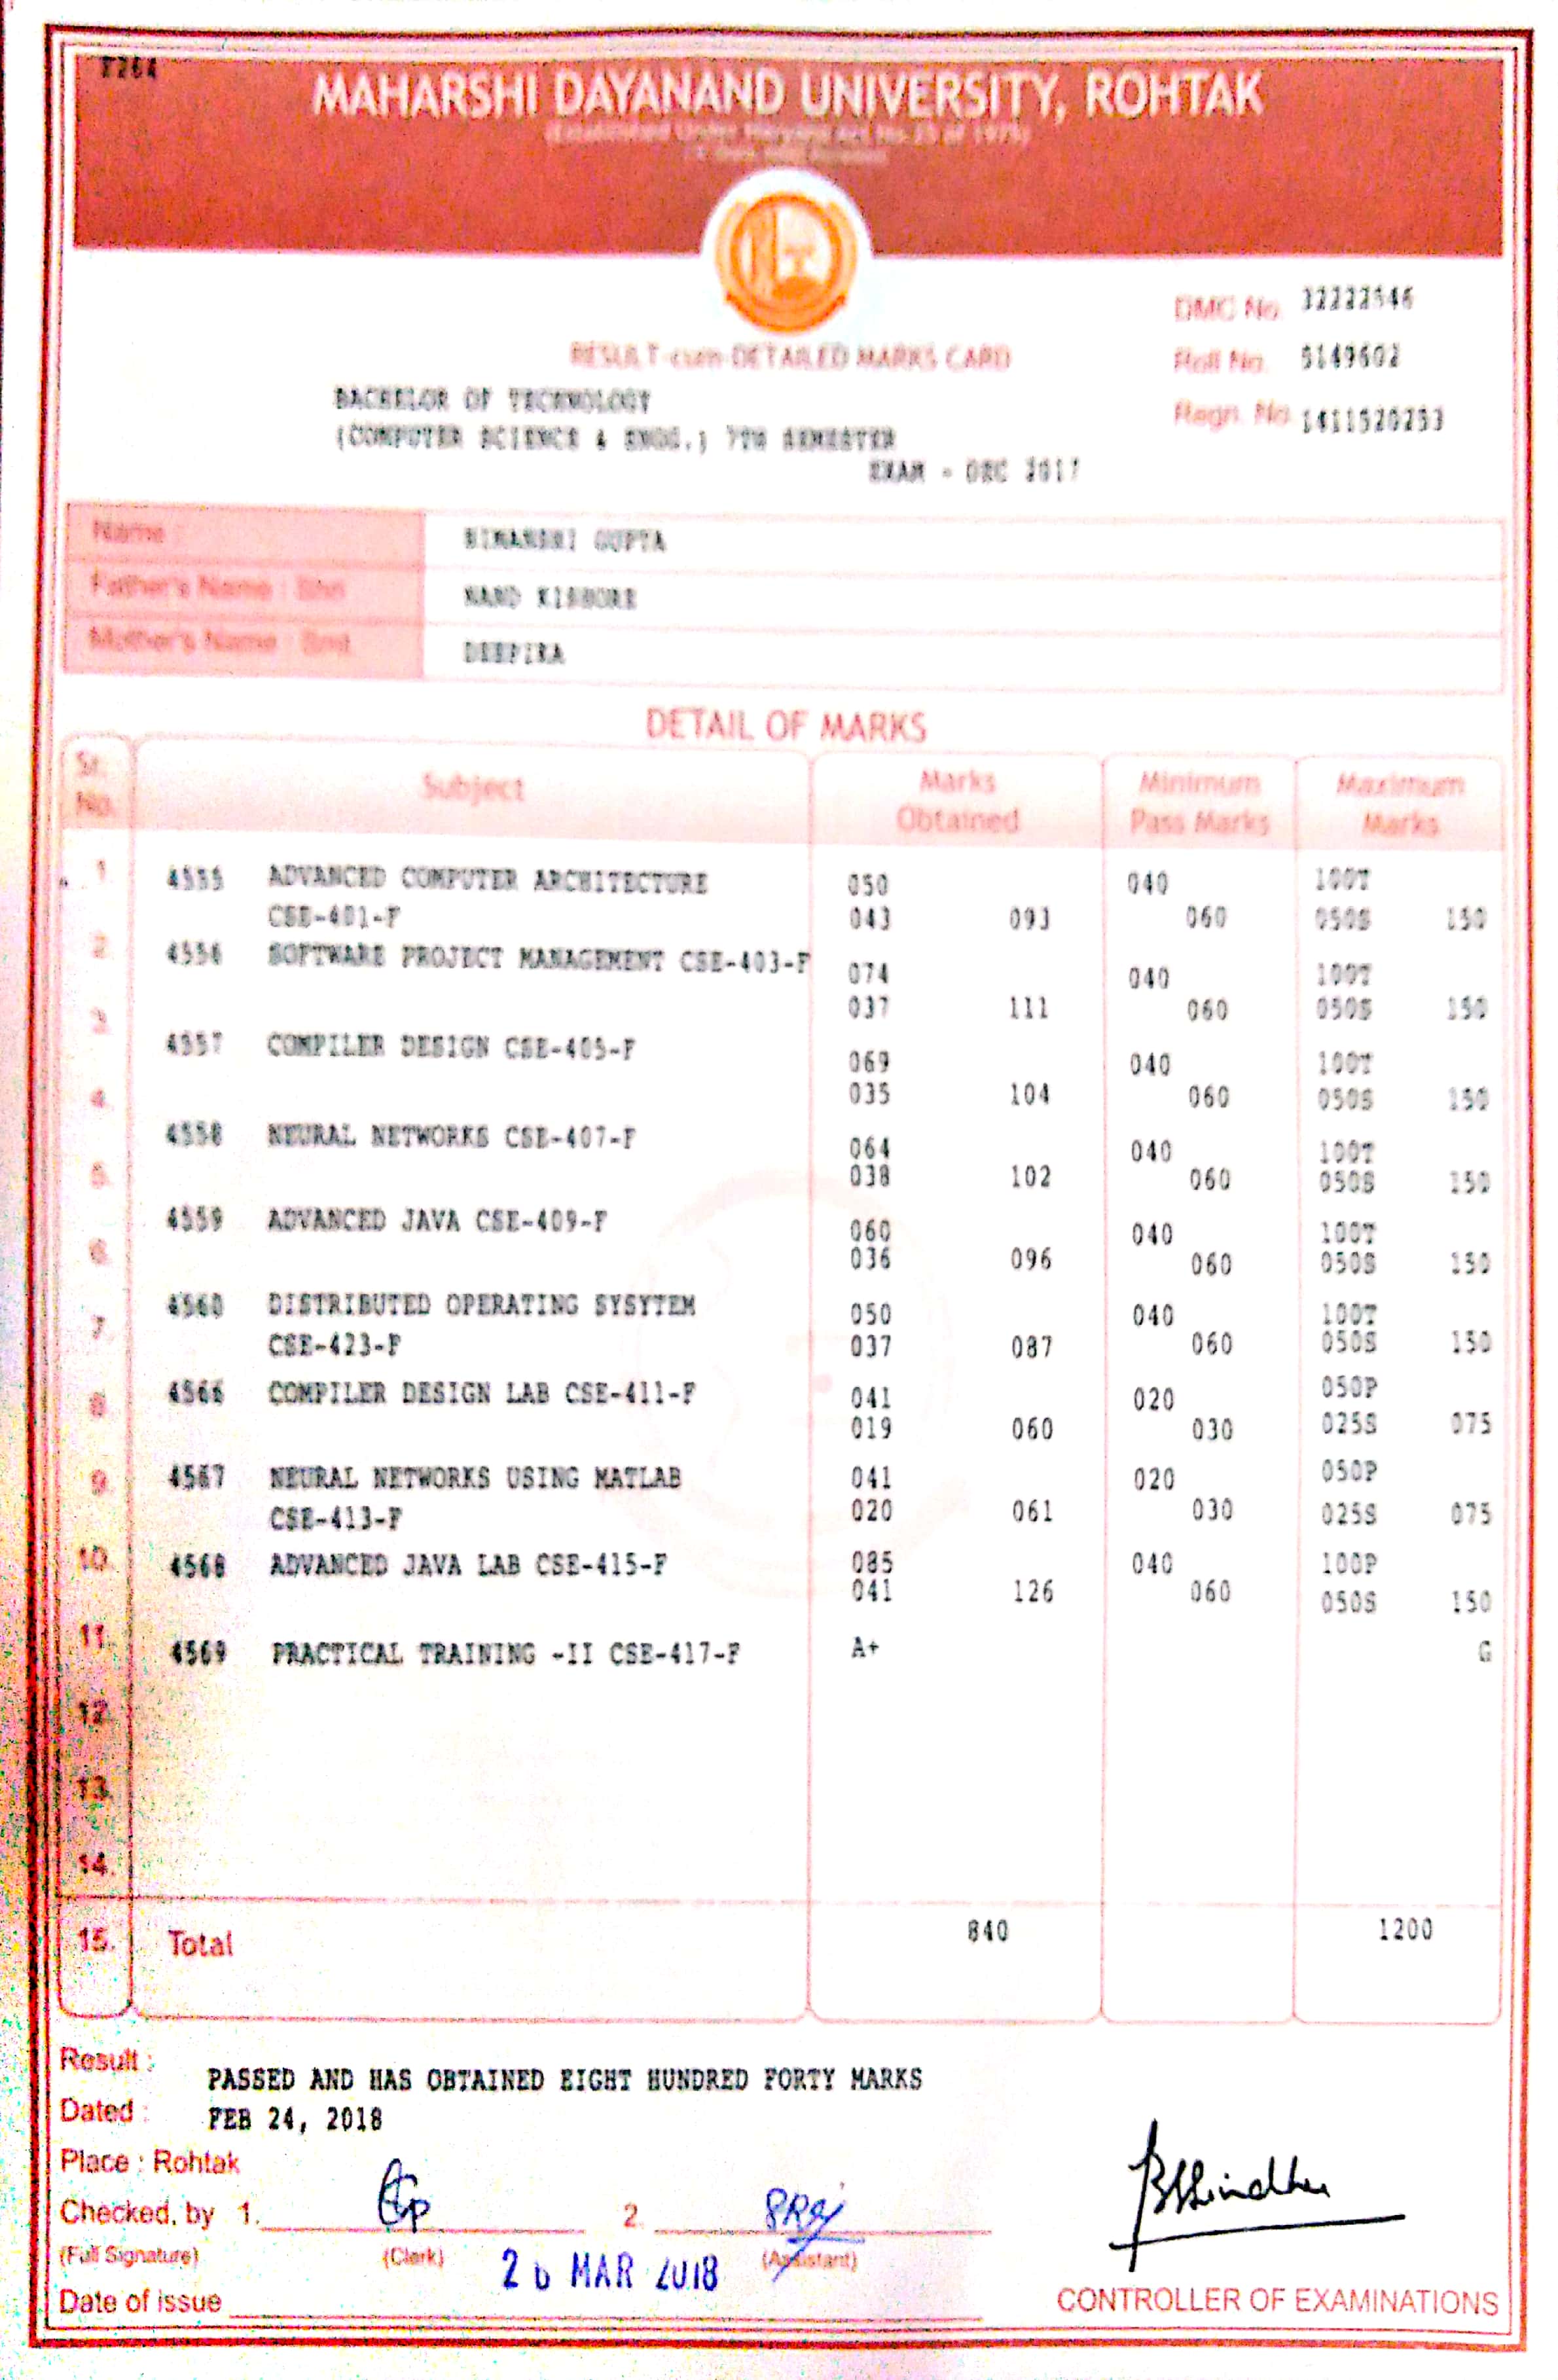 MAHARSHI DAYANAND UNIVERSITY, ROHTAK
(Established Under Haryana Act No. 25 of 1975)
DMC No.
RESULT-cum-DETAILED MARKS CARD
Roll No. 5149602
BACHELOR OF TECHNOLOGY
Regn. No. 1411520253
(COMPUTER SCIENCE & ENGG.) 7TH SEMESTER
EXAM - DEC 2017
Name : HIMANSHI GUPTA
Father's Name : Shri NAND KISHORE
Mother's Name : Smt.
DETAIL OF MARKS
Sr. No. Subject Marks Obtained Minimum Pass Marks Maximum Marks
1. 4555 ADVANCED COMPUTER ARCHITECTURE 050 040 100T
CSE-401-F 043 093 060 050S 150
2. 4556 SOFTWARE PROJECT MANAGEMENT CSE-403-F 074 040 100T
037 111 060 050S 150
3. 4557 COMPILER DESIGN CSE-405-F 069 040 100T
4. 035 104 060 050S 150
4558 NEURAL NETWORKS CSE-407-F 064 040 100T
5. 038 102 060 050S 150
4559 ADVANCED JAVA CSE-409-F 060 040 100T
6. 036 096 060 050S 150
4560 DISTRIBUTED OPERATING SYSYTEM 050 040 100T
7. CSE-423-F 037 087 060 050S 150
4566 COMPILER DESIGN LAB CSE-411-F 041 020 050P
8. 019 060 030 025S 075
9. 4567 NEURAL NETWORKS USING MATLAB 041 020 050P
CSE-413-F 020 061 030 025S 075
10. 4568 ADVANCED JAVA LAB CSE-415-F 085 040 100P
041 126 060 050S 150
11. 4569 PRACTICAL TRAINING -II CSE-417-F A+ G
12.
13.
14.
15. Total 840 1200
Result : PASSED AND HAS OBTAINED EIGHT HUNDRED FORTY MARKS
Dated : FEB 24, 2018
Place : Rohtak
Checked, by 1. 2.
(Full Signature) (Clerk) (Assistant)
MAR 2018
Date of issue
CONTROLLER OF EXAMINATIONS